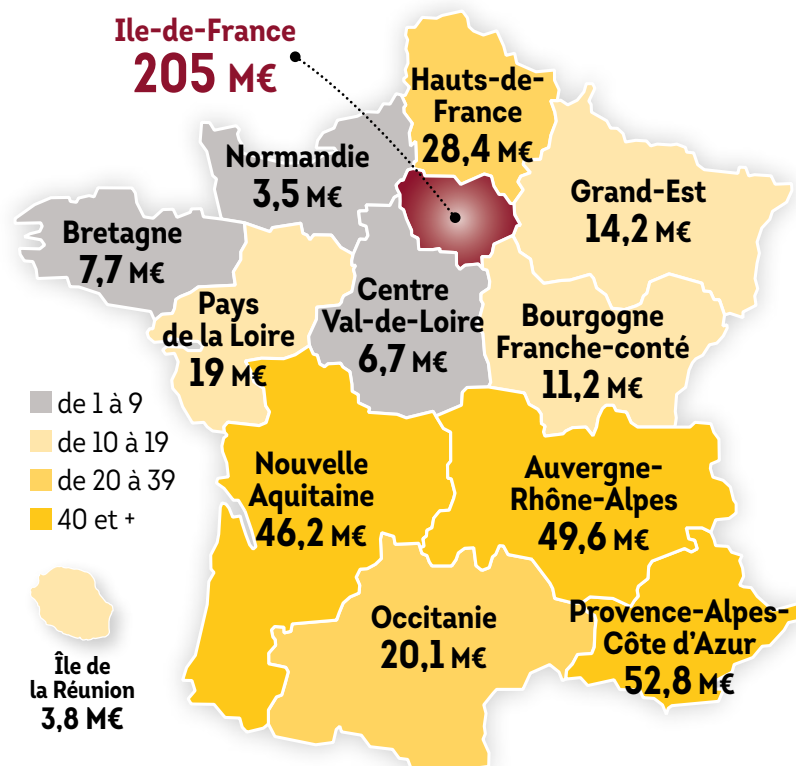 Ile-de-France
205 M€
Hauts-de-
France
28,4 M€
Normandie
3,5 M€
Grand-Est
14,2 M€
Bretagne
7,7 M€
Pays
de la Loire
19 M€
Centre
Val-de-Loire
6,7 M€
Bourgogne
Franche-conté
11,2 M€
de 1 à 9
de 10 à 19
de 20 à 39
40 et +
Nouvelle
Aquitaine
46,2 M€
Auvergne-
Rhône-Alpes
49,6 M€
Occitanie
20,1 M€
Provence-Alpes-
Côte d’Azur
52,8 M€
Île de
la Réunion
3,8 M€